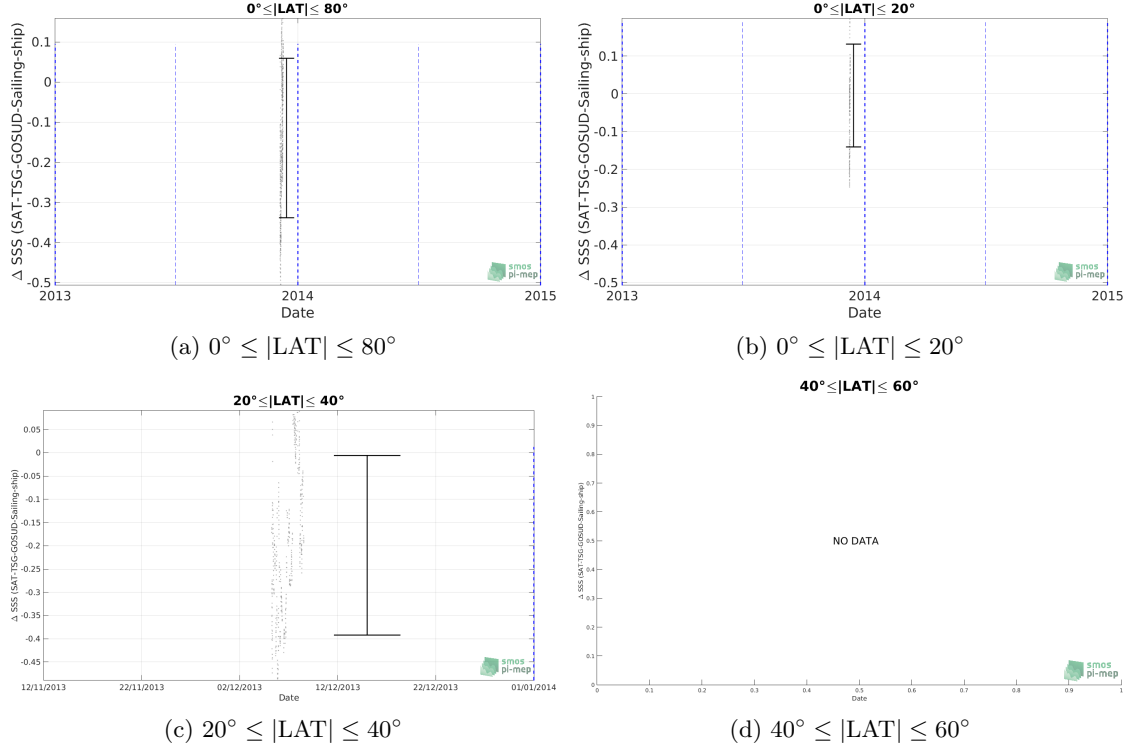 0°≤|LAT|≤ 80°
Δ SSS (SAT-TSG-GOSUD-Sailing-ship)
0.1
0
-0.1
-0.2
-0.3
-0.4
-0.5
2013
2014
2015
Date
smos
pi-mep
(a) 0° ≤ |LAT| ≤ 80°
0°≤|LAT|≤ 20°
Δ SSS (SAT-TSG-GOSUD-Sailing-ship)
0.1
0
-0.1
-0.2
-0.3
-0.4
-0.5
2013
2014
2015
Date
smos
pi-mep
(b) 0° ≤ |LAT| ≤ 20°
20°≤|LAT|≤ 40°
Δ SSS (SAT-TSG-GOSUD-Sailing-ship)
0.05
0
-0.05
-0.1
-0.15
-0.2
-0.25
-0.3
-0.35
-0.4
-0.45
12/11/2013
22/11/2013
02/12/2013
12/12/2013
22/12/2013
01/01/2014
Date
smos
pi-mep
(c) 20° ≤ |LAT| ≤ 40°
40°≤|LAT|≤ 60°
Δ SSS (SAT-TSG-GOSUD-Sailing-ship)
1
0.9
0.8
0.7
0.6
0.5
0.4
0.3
0.2
0.1
0
NO DATA
0
0.1
0.2
0.3
0.4
0.5
0.6
0.7
0.8
0.9
1
Date
smos
pi-mep
(d) 40° ≤ |LAT| ≤ 60°